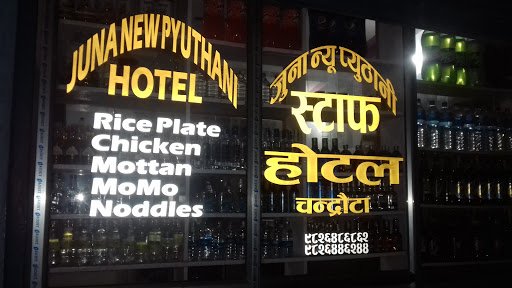 JUNA NEW PYUTHANI
HOTEL
Rice Plate
Chicken
Mottan
MoMo
Noddles
जुना न्यू प्युठानी
स्टाफ
होटल
चन्द्रौटा